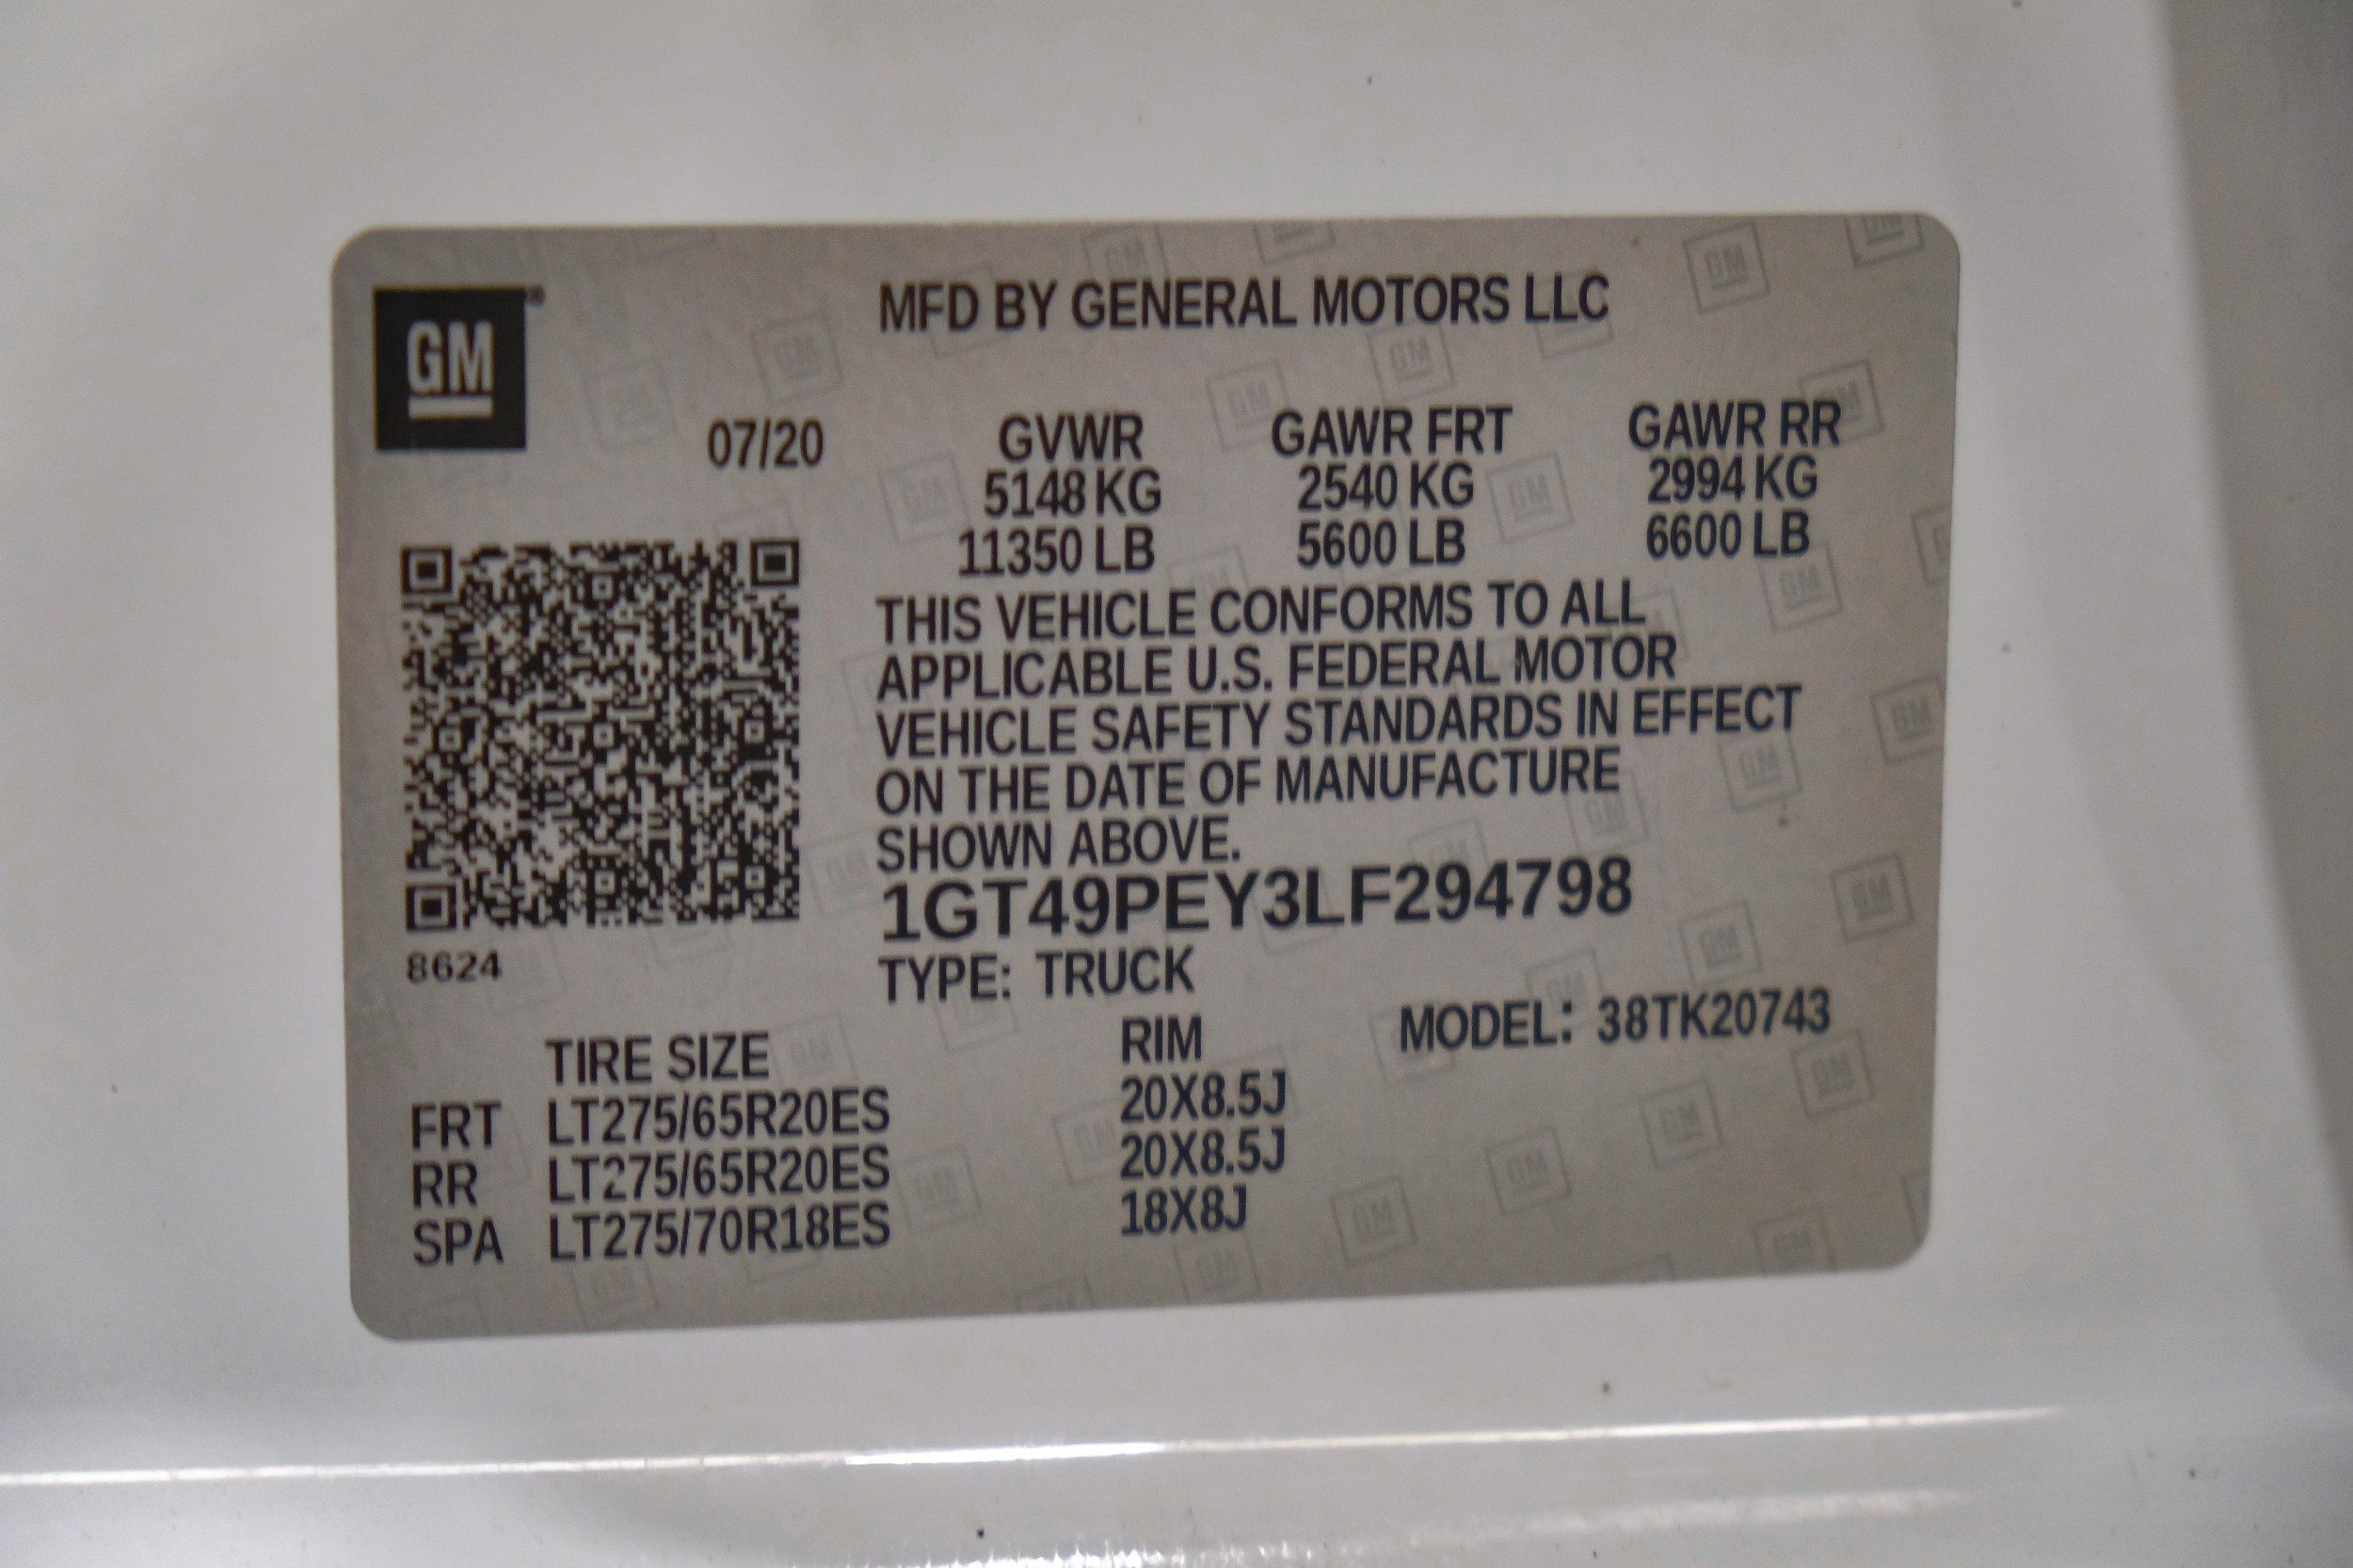 GM
MFD BY GENERAL MOTORS LLC
07/20 GVWR GAWR FRT GAWR RR
5148 KG 2540 KG 2994 KG
11350 LB 5600 LB 6600 LB
THIS VEHICLE CONFORMS TO ALL
APPLICABLE U.S. FEDERAL MOTOR
VEHICLE SAFETY STANDARDS IN EFFECT
ON THE DATE OF MANUFACTURE
SHOWN ABOVE.
1GT49PEY3LF294798
8624
TYPE: TRUCK
MODEL: 38TK20743
TIRE SIZE RIM
FRT LT275/65R20ES 20X8.5J
RR LT275/65R20ES 20X8.5J
SPA LT275/70R18ES 18X8J